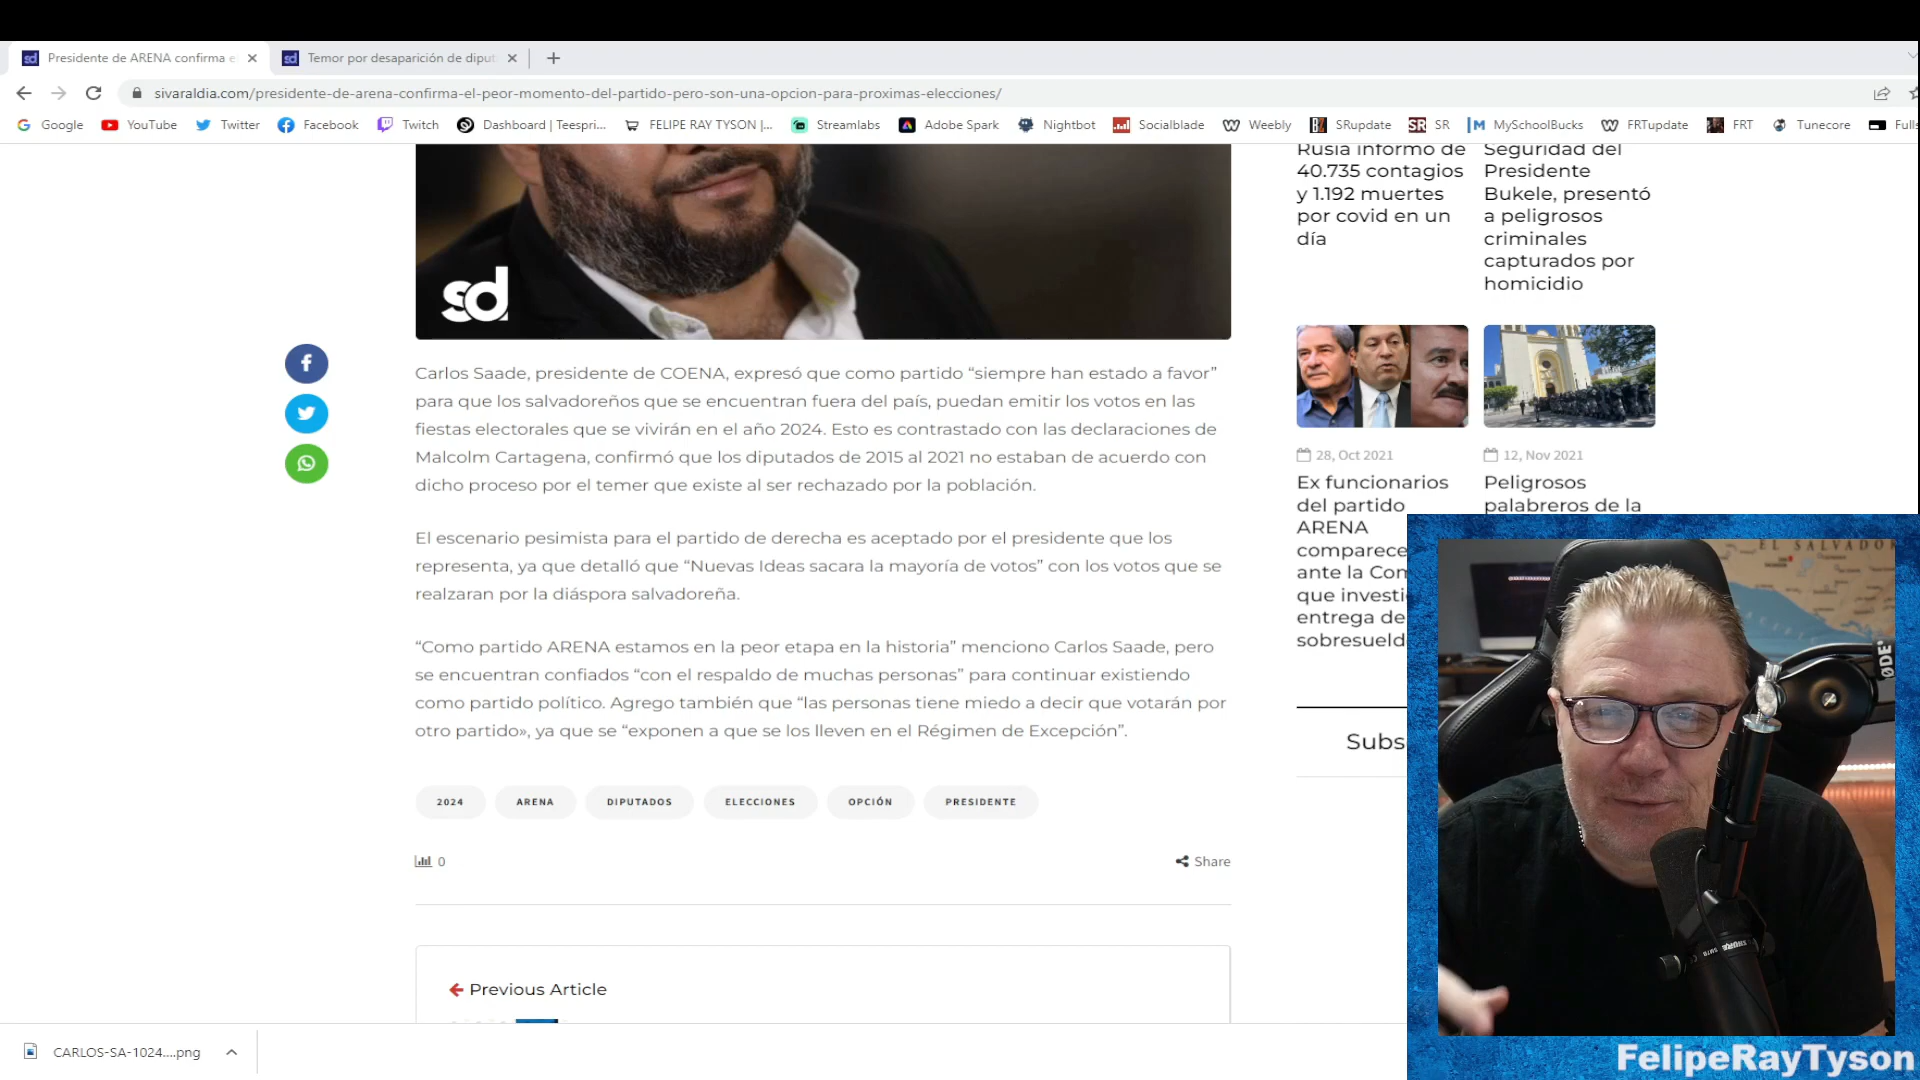 Presidente de ARENA confirma e
Temor por desaparición de diput
sivaraldia.com/presidente-de-arena-confirma-el-peor-momento-del-partido-pero-son-una-opcion-para-proximas-elecciones/
Google YouTube Twitter Facebook Twitch Dashboard | Teespri... FELIPE RAY TYSON |... Streamlabs Adobe Spark Nightbot Socialblade Weebly SRupdate SR MySchoolBucks FRTupdate FRT Tunecore Fulls
sd
Carlos Saade, presidente de COENA, expresó que como partido “siempre han estado a favor”
para que los salvadoreños que se encuentran fuera del país, puedan emitir los votos en las
fiestas electorales que se vivirán en el año 2024. Esto es contrastado con las declaraciones de
Malcolm Cartagena, confirmó que los diputados de 2015 al 2021 no estaban de acuerdo con
dicho proceso por el temer que existe al ser rechazado por la población.
El escenario pesimista para el partido de derecha es aceptado por el presidente que los
representa, ya que detalló que “Nuevas Ideas sacara la mayoría de votos” con los votos que se
realzaran por la diáspora salvadoreña.
“Como partido ARENA estamos en la peor etapa en la historia” menciono Carlos Saade, pero
se encuentran confiados “con el respaldo de muchas personas” para continuar existiendo
como partido político. Agrego también que “las personas tiene miedo a decir que votarán por
otro partido», ya que se “exponen a que se los lleven en el Régimen de Excepción”.
2024 ARENA DIPUTADOS ELECCIONES OPCIÓN PRESIDENTE
0
Share
Previous Article
Rusia informó de
40.735 contagios
y 1.192 muertes
por covid en un
día
Seguridad del
Presidente
Bukele, presentó
a peligrosos
criminales
capturados por
homicidio
28, Oct 2021
Ex funcionarios
del partido
ARENA
comparece
ante la Com
que investi
entrega de
sobresueld
12, Nov 2021
Peligrosos
palabreros de la
Subs
EL SALVADO
RØDE
CARLOS-SA-1024....png
FelipeRayTyson